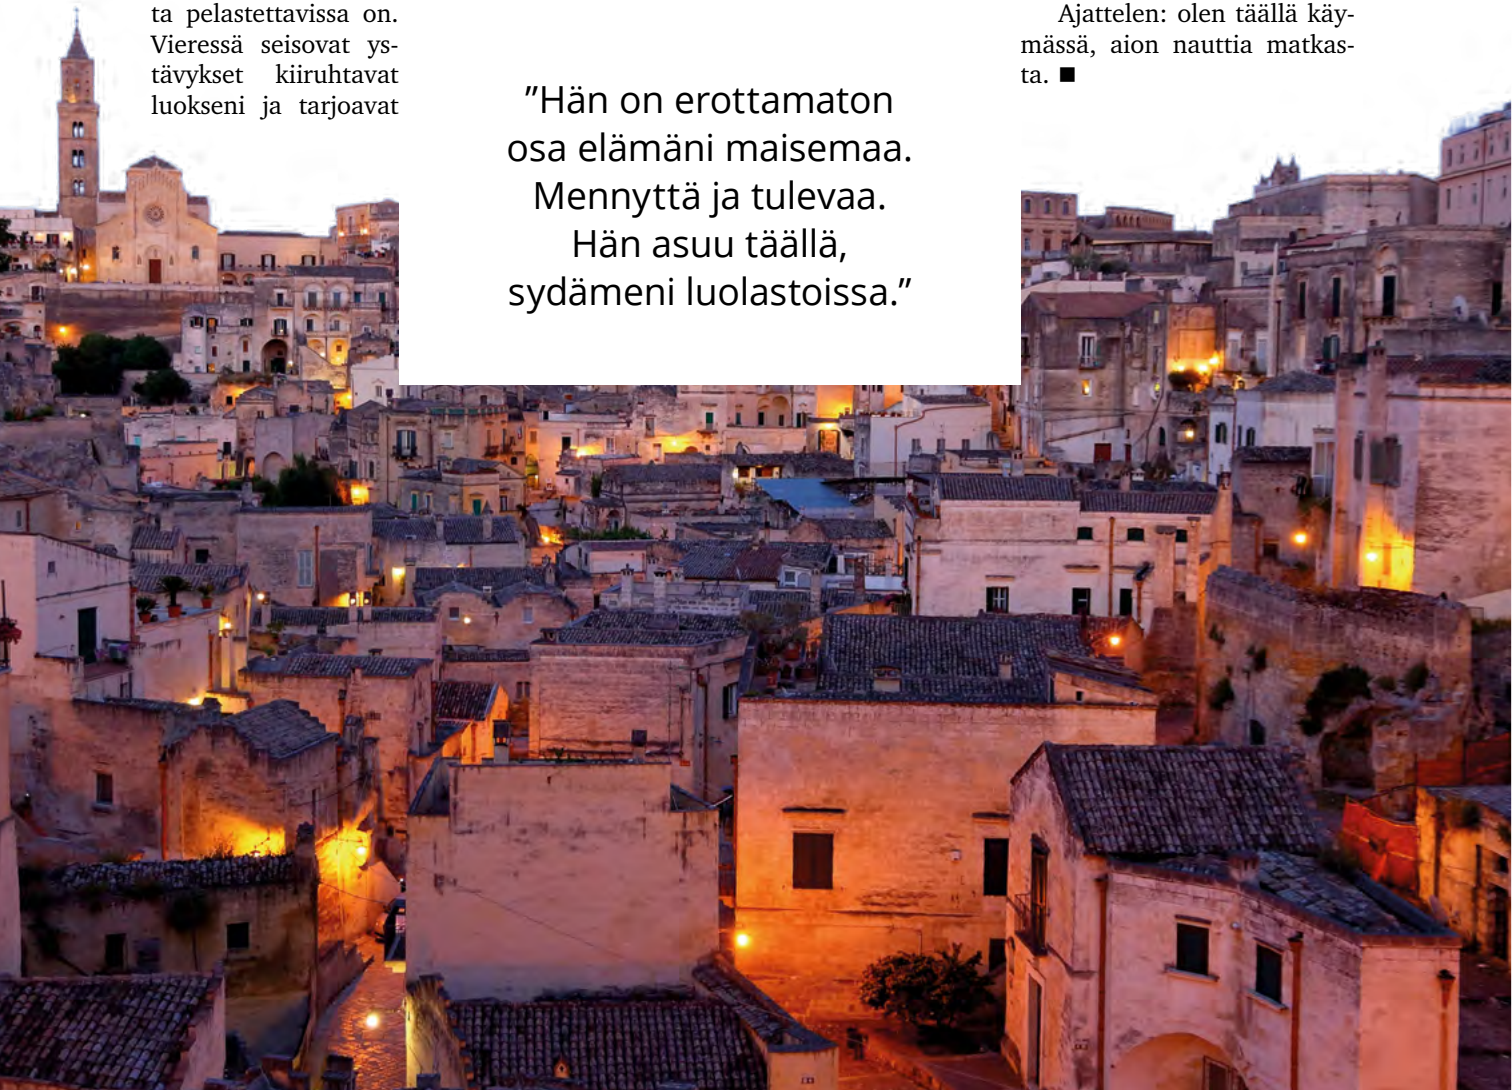 ta pelastettavissa on.
Vieressä seisovat ys-
tävykset kiiruhtavat
luokseni ja tarjoavat
”Hän on erottamaton
osa elämäni maisemaa.
Mennyttä ja tulevaa.
Hän asuu täällä,
sydämeni luolastoissa.”
Ajattelen: olen täällä käy-
mässä, aion nauttia matkas-
ta. ■